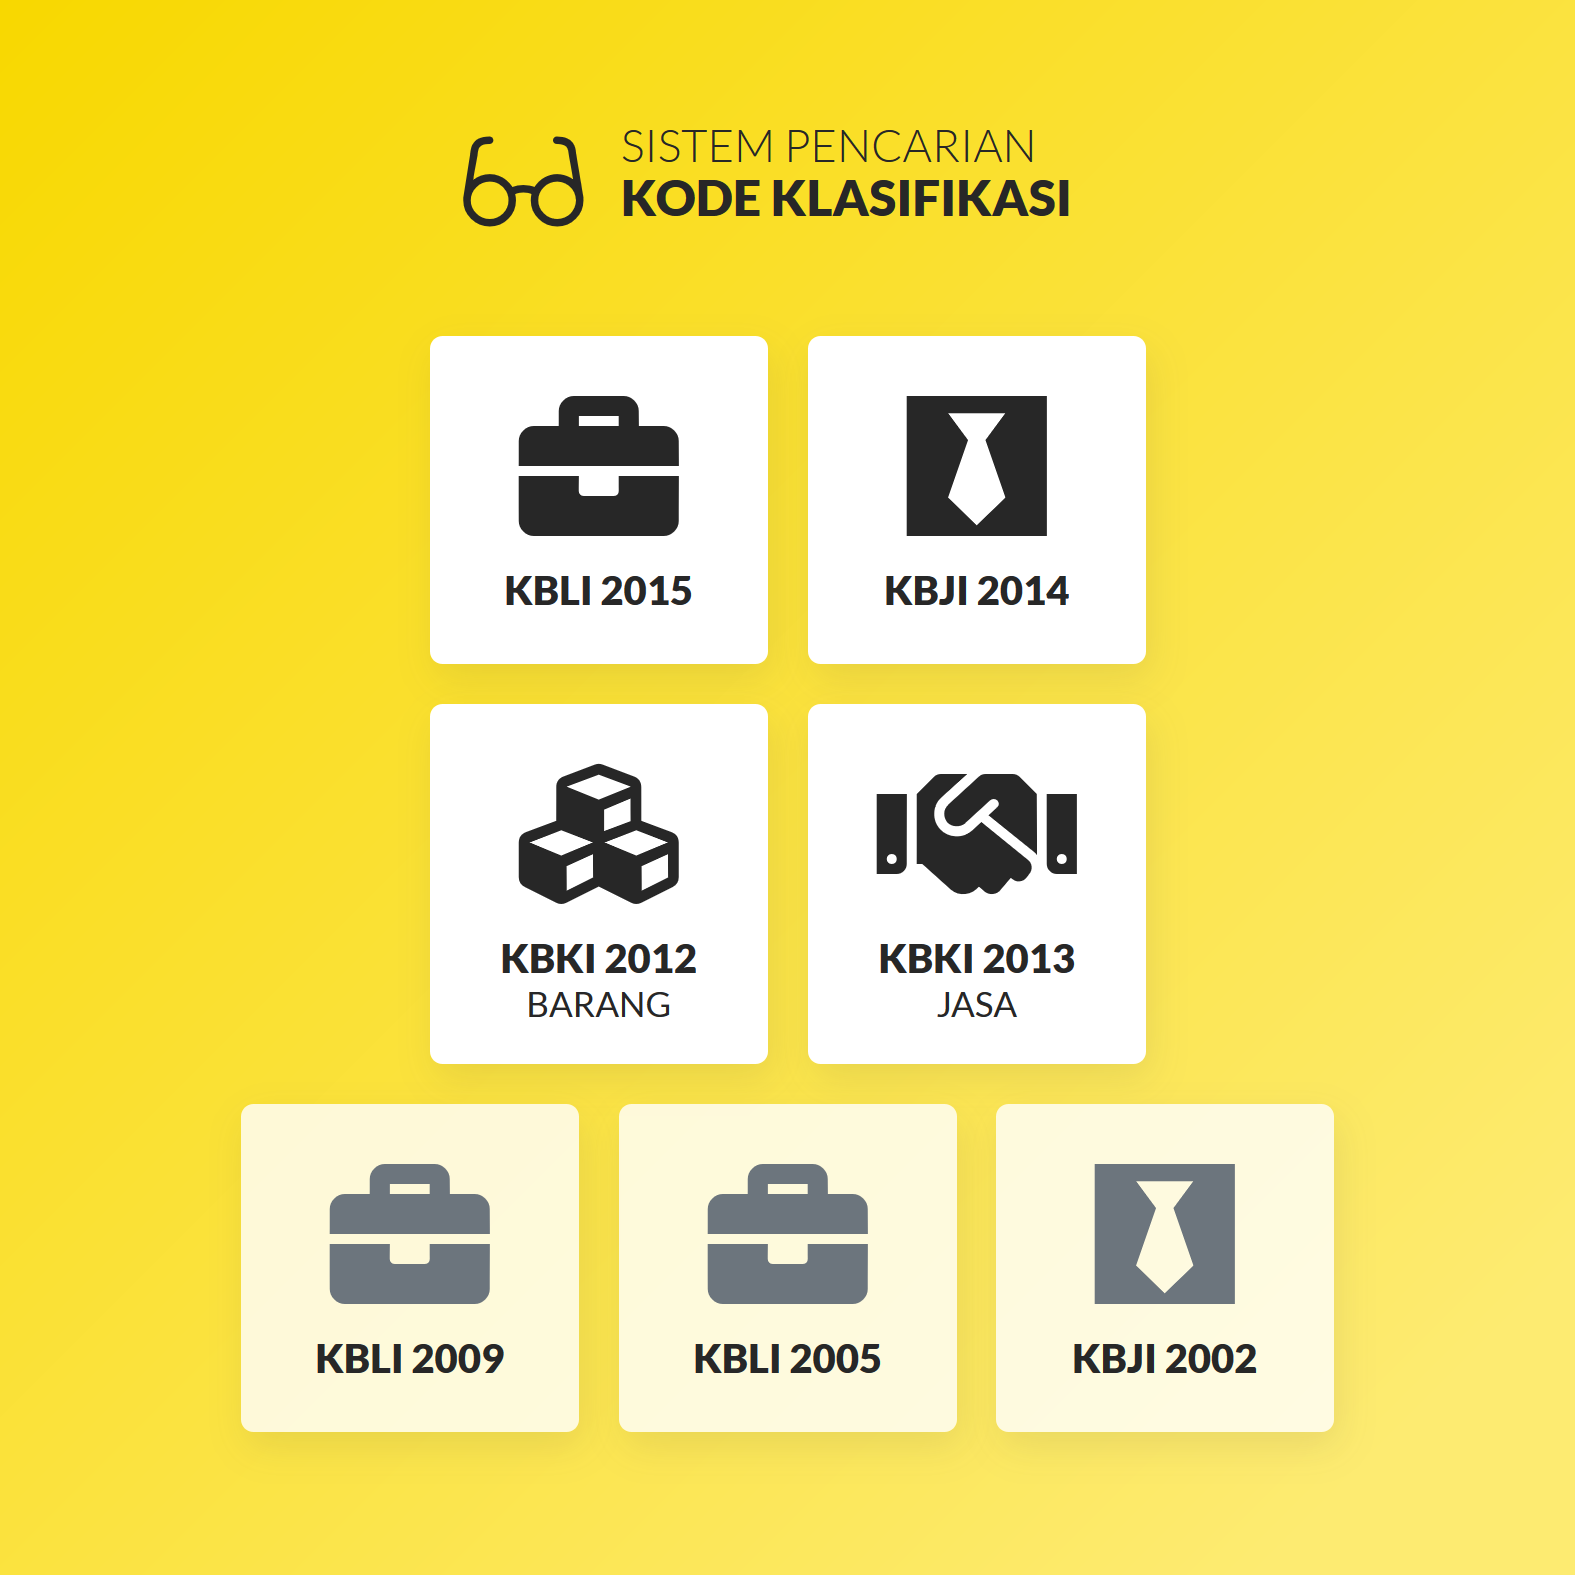 SISTEM PENCARIAN
KODE KLASIFIKASI
KBLI 2015
KBJI 2014
KBKI 2012
BARANG
KBKI 2013
JASA
KBLI 2009
KBLI 2005
KBJI 2002